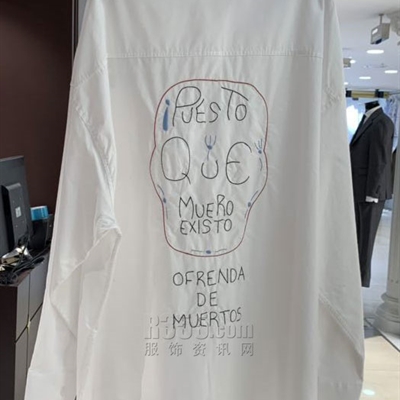 ¡PUESTO
QUE
MUERO
EXISTO
OFRENDA
DE
MUERTOS
服饰资讯网